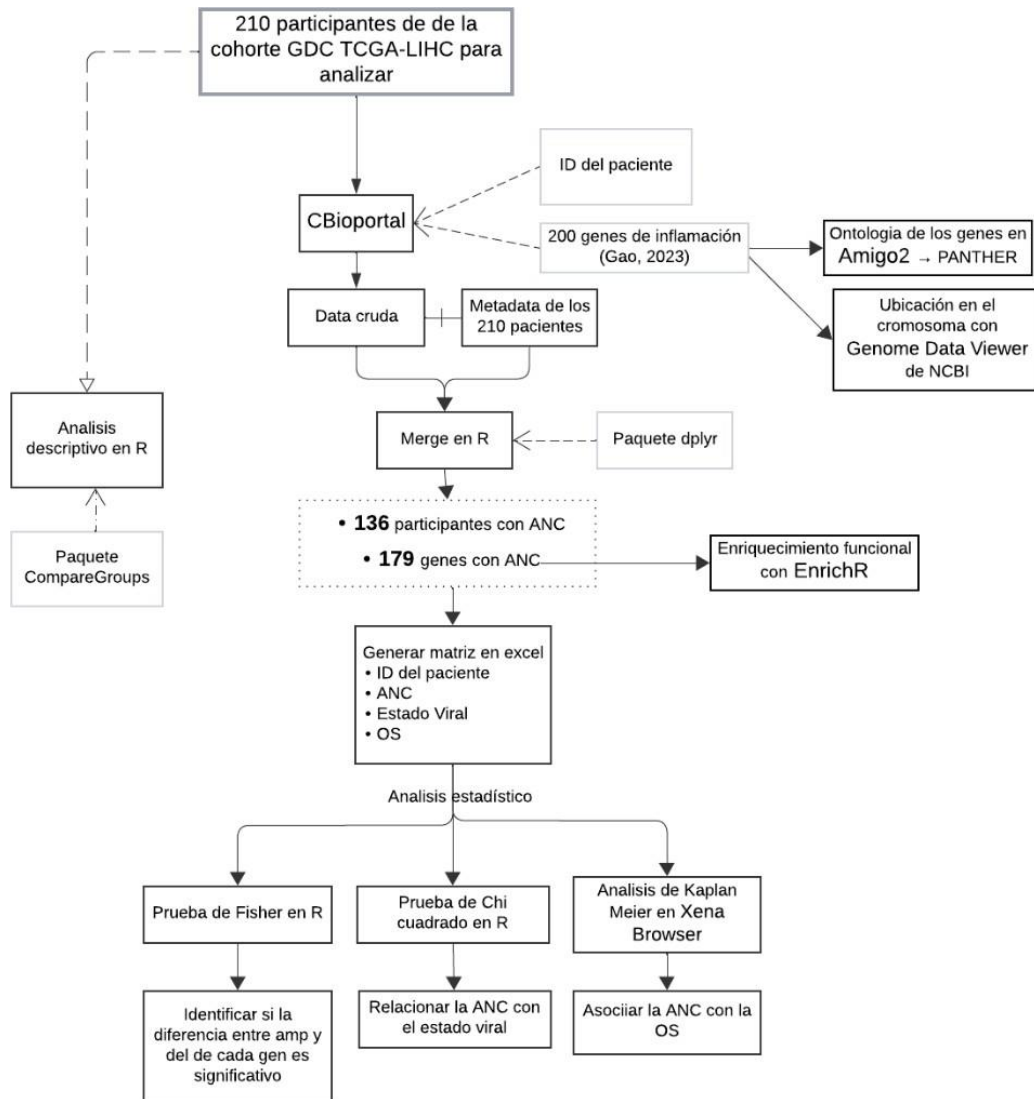 210 participantes de de la
cohorte GDC TCGA-LIHC para
analizar
ID del paciente
CBioportal
200 genes de inflamación
(Gao, 2023)
Ontologia de los genes en
Amigo2 → PANTHER
Data cruda
Metadata de los
210 pacientes
Ubicación en el
cromosoma con
Genome Data Viewer
de NCBI
Analisis
descriptivo en R
Merge en R
Paquete dplyr
Paquete
CompareGroups
• 136 participantes con ANC
• 179 genes con ANC
Enriquecimiento funcional
con EnrichR
Generar matriz en excel
• ID del paciente
• ANC
• Estado Viral
• OS
Analisis estadístico
Prueba de Fisher en R
Prueba de Chi
cuadrado en R
Analisis de Kaplan
Meier en Xena
Browser
Identificar si la
diferencia entre amp y
del de cada gen es
significativo
Relacionar la ANC con
el estado viral
Asociiar la ANC con la
OS